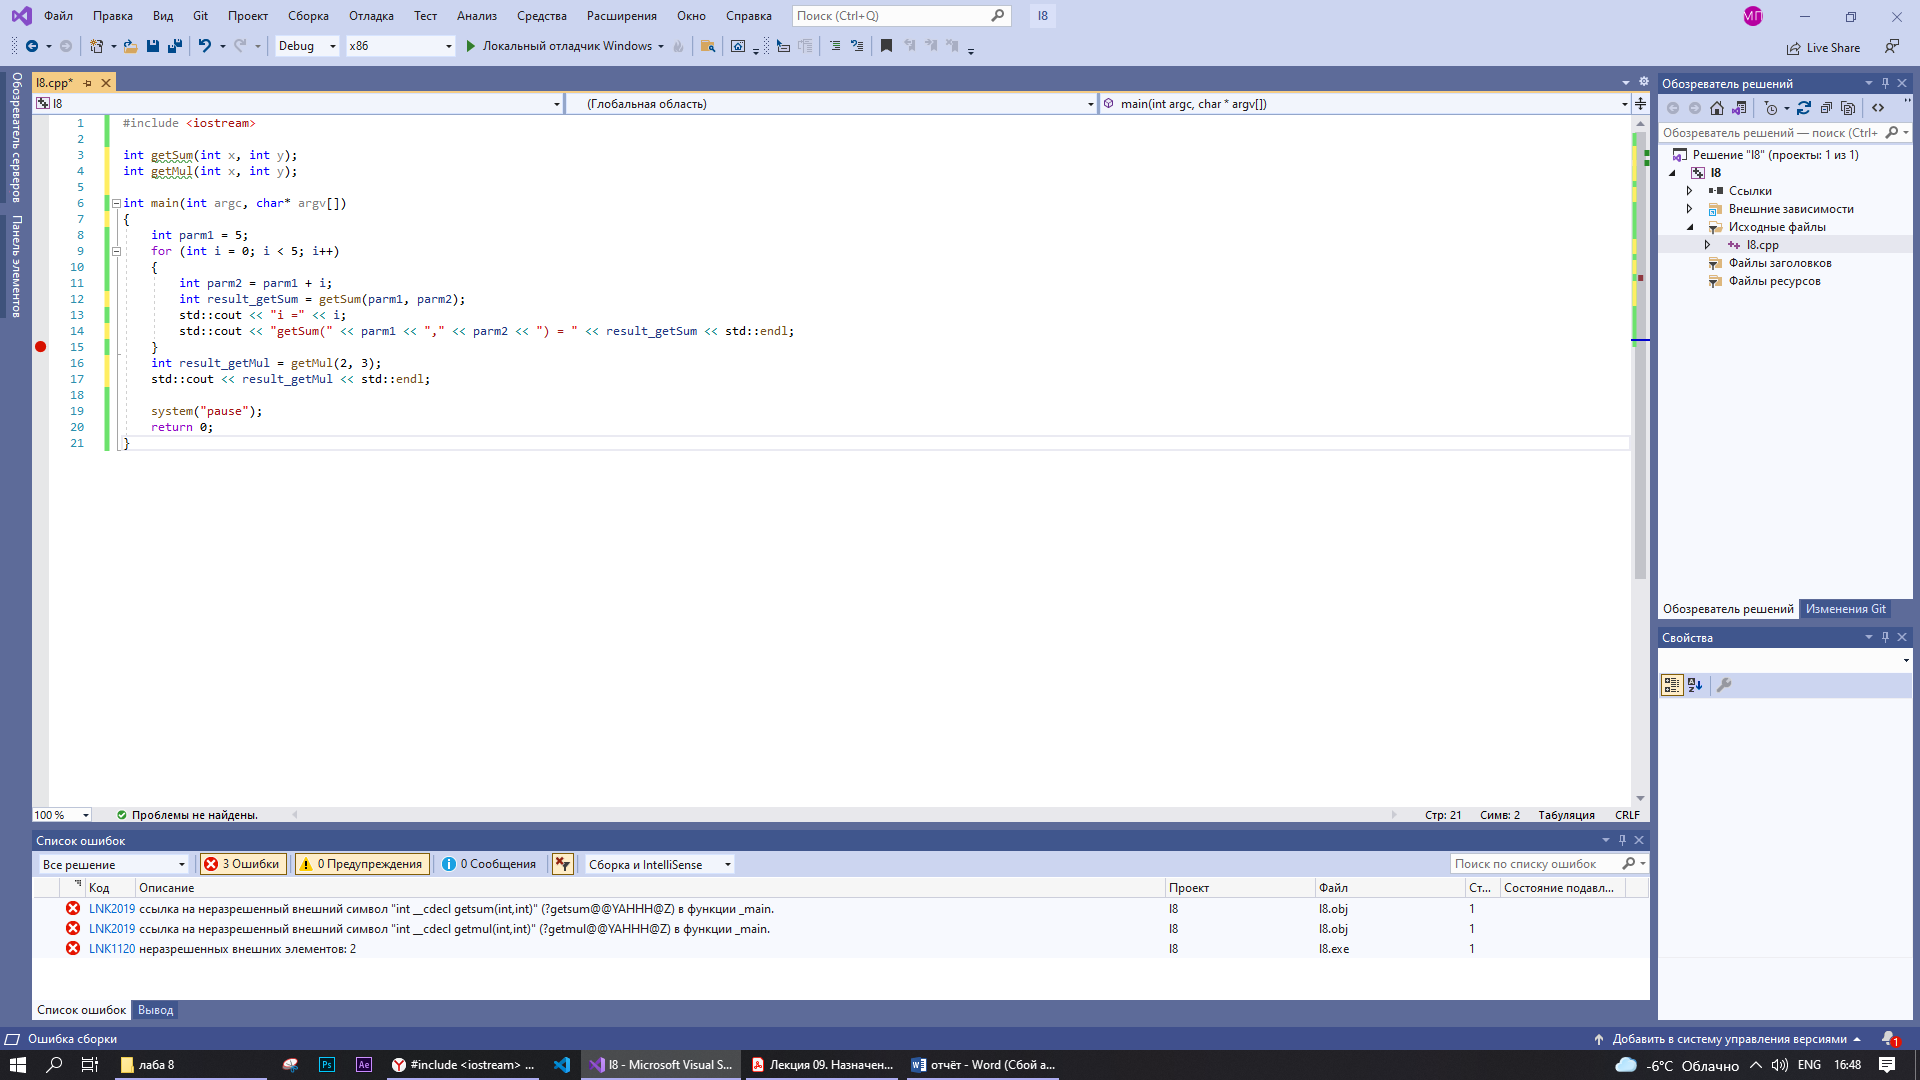 Файл Правка Вид Git Проект Сборка Отладка Тест Анализ Средства Расширения Окно Справка Поиск (Ctrl+Q) l8 МП
Debug x86 Локальный отладчик Windows Live Share
Обозреватель серверов
Панель элементов
l8.cpp*
l8 (Глобальная область) main(int argc, char * argv[])
1 #include <iostream>
2
3 int getSum(int x, int y);
4 int getMul(int x, int y);
5
6 int main(int argc, char* argv[])
7 {
8 int parm1 = 5;
9 for (int i = 0; i < 5; i++)
10 {
11 int parm2 = parm1 + i;
12 int result_getSum = getSum(parm1, parm2);
13 std::cout << "i =" << i;
14 std::cout << "getSum(" << parm1 << "," << parm2 << ") = " << result_getSum << std::endl;
15 }
16 int result_getMul = getMul(2, 3);
17 std::cout << result_getMul << std::endl;
18
19 system("pause");
20 return 0;
21 }
100 % Проблемы не найдены. Стр: 21 Симв: 2 Табуляция CRLF
Обозреватель решений
Обозреватель решений — поиск (Ctrl+
Решение "l8" (проекты: 1 из 1)
l8
Ссылки
Внешние зависимости
Исходные файлы
l8.cpp
Файлы заголовков
Файлы ресурсов
Обозреватель решений Изменения Git
Свойства
Список ошибок
Все решение 3 Ошибки 0 Предупреждения 0 Сообщения Сборка и IntelliSense Поиск по списку ошибок
Код Описание Проект Файл Ст... Состояние подавл...
LNK2019 ссылка на неразрешенный внешний символ "int __cdecl getsum(int,int)" (?getsum@@YAHHH@Z) в функции _main. l8 l8.obj 1
LNK2019 ссылка на неразрешенный внешний символ "int __cdecl getmul(int,int)" (?getmul@@YAHHH@Z) в функции _main. l8 l8.obj 1
LNK1120 неразрешенных внешних элементов: 2 l8 l8.exe 1
Список ошибок Вывод
Ошибка сборки Добавить в систему управления версиями 1
лаба 8 Ps Ae #include <iostream> ... l8 - Microsoft Visual S... Лекция 09. Назначен... отчёт - Word (Сбой а... -6°C Облачно ENG 16:48